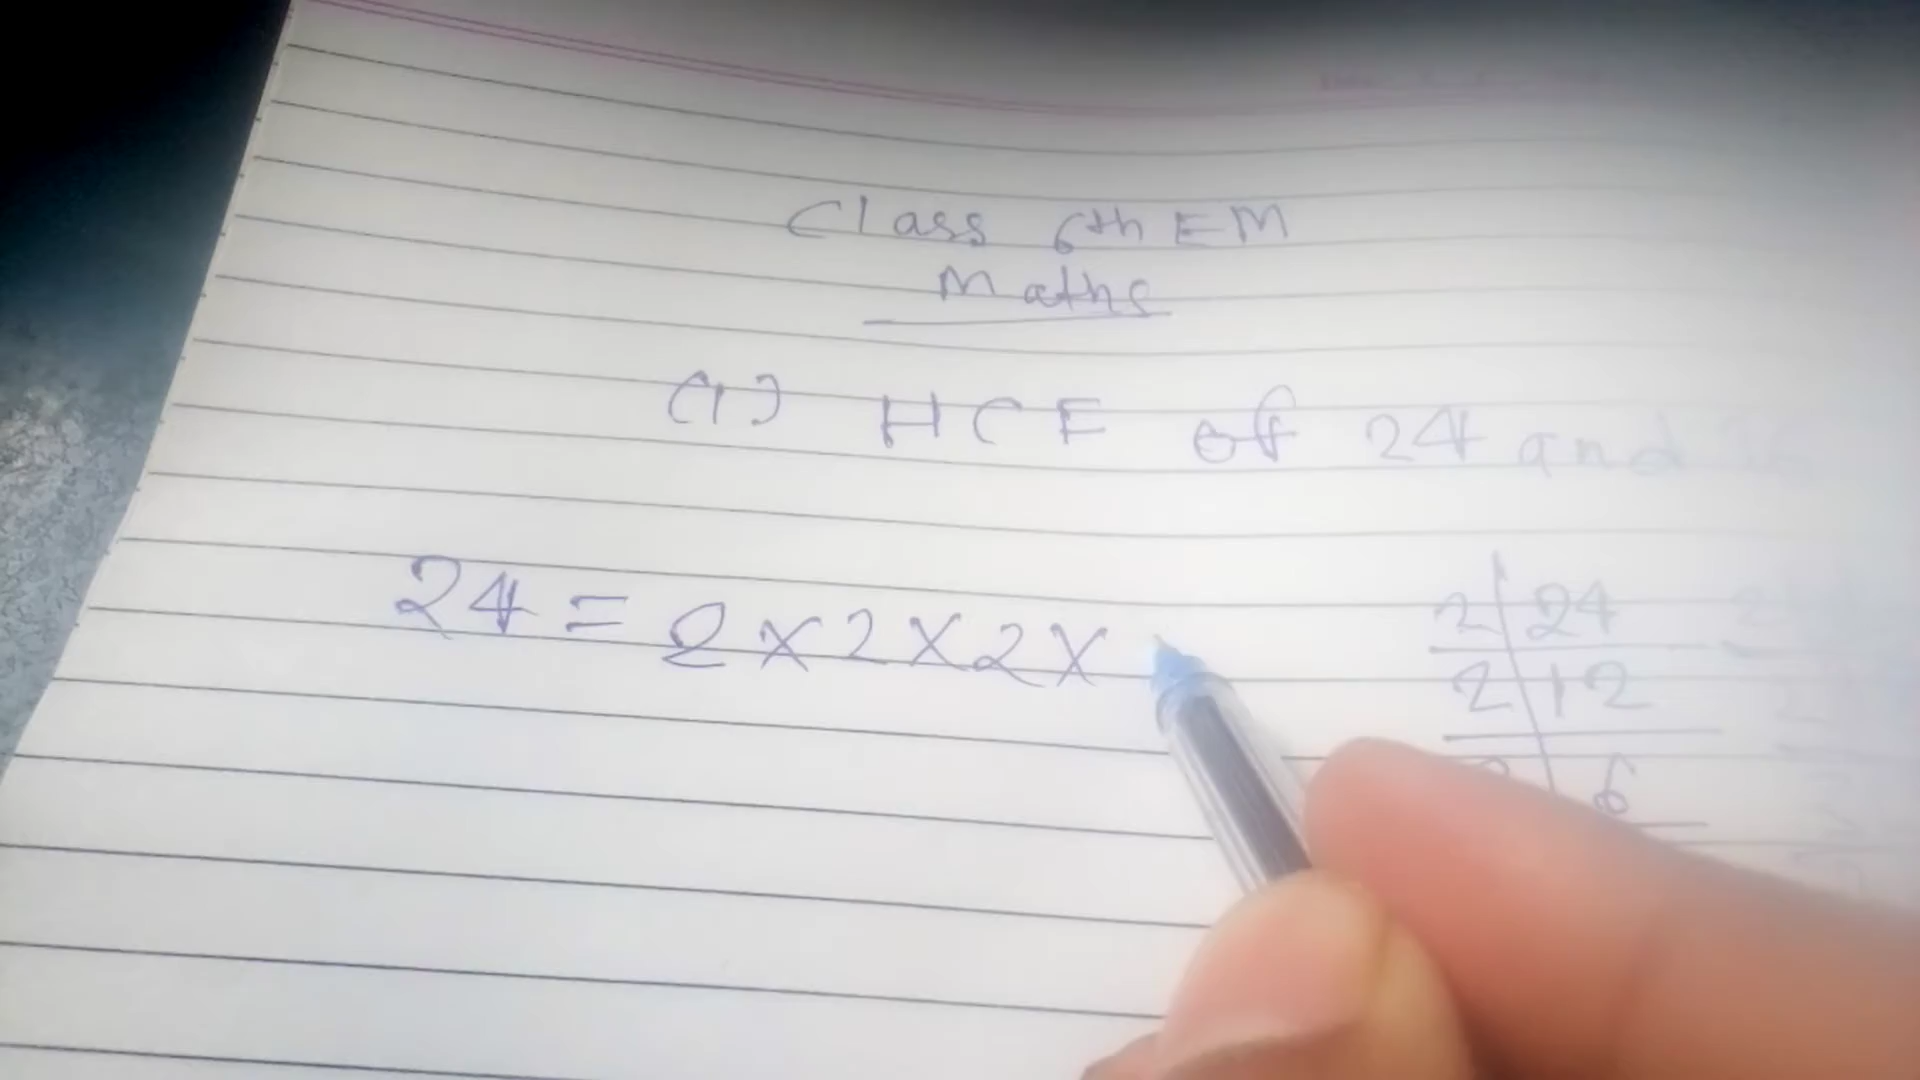 Class 6th EM
Maths
(1) HCF of 24 and
24 = 2×2×2×
2 24
2 12
6